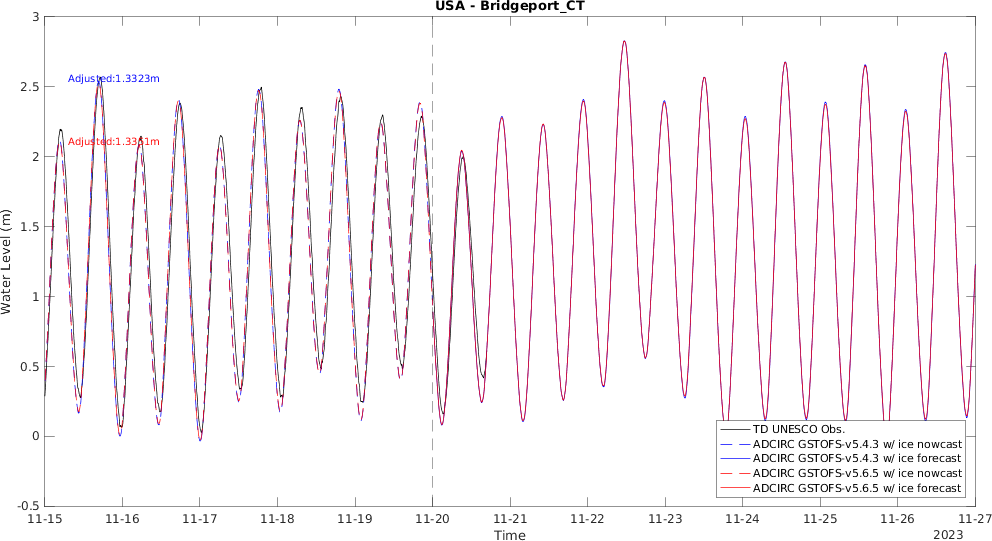 USA - Bridgeport_CT
3
2.5
2
1.5
1
0.5
0
-0.5
Water Level (m)
Adjusted:1.3323m
Adjusted:1.3351m
TD UNESCO Obs.
ADCIRC GSTOFS-v5.4.3 w/ ice nowcast
ADCIRC GSTOFS-v5.4.3 w/ ice forecast
ADCIRC GSTOFS-v5.6.5 w/ ice nowcast
ADCIRC GSTOFS-v5.6.5 w/ ice forecast
11-15 11-16 11-17 11-18 11-19 11-20 11-21 11-22 11-23 11-24 11-25 11-26 11-27
Time
2023